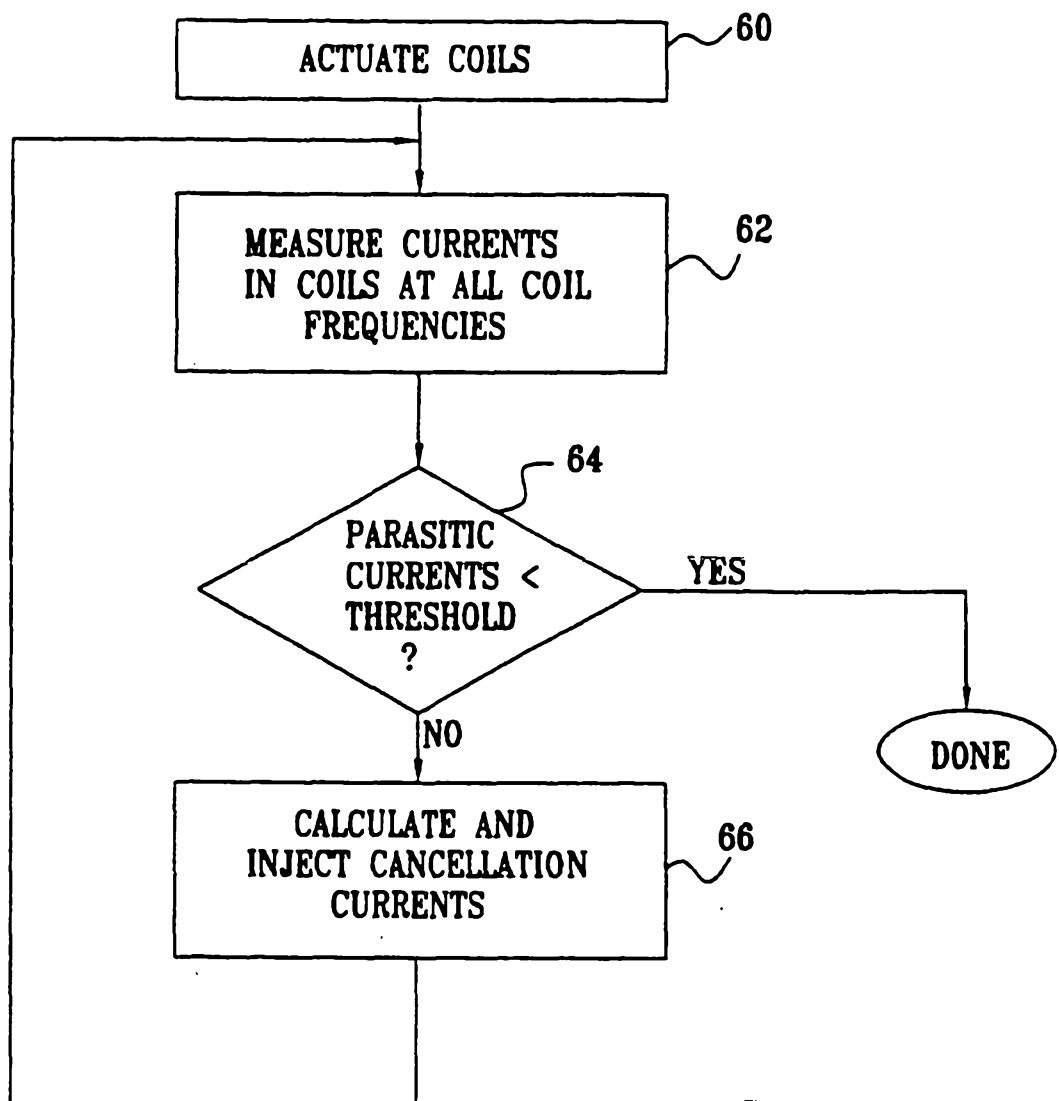 ACTUATE COILS
60
MEASURE CURRENTS
IN COILS AT ALL COIL
FREQUENCIES
62
64
PARASITIC
CURRENTS <
THRESHOLD
?
YES
NO
DONE
CALCULATE AND
INJECT CANCELLATION
CURRENTS
66